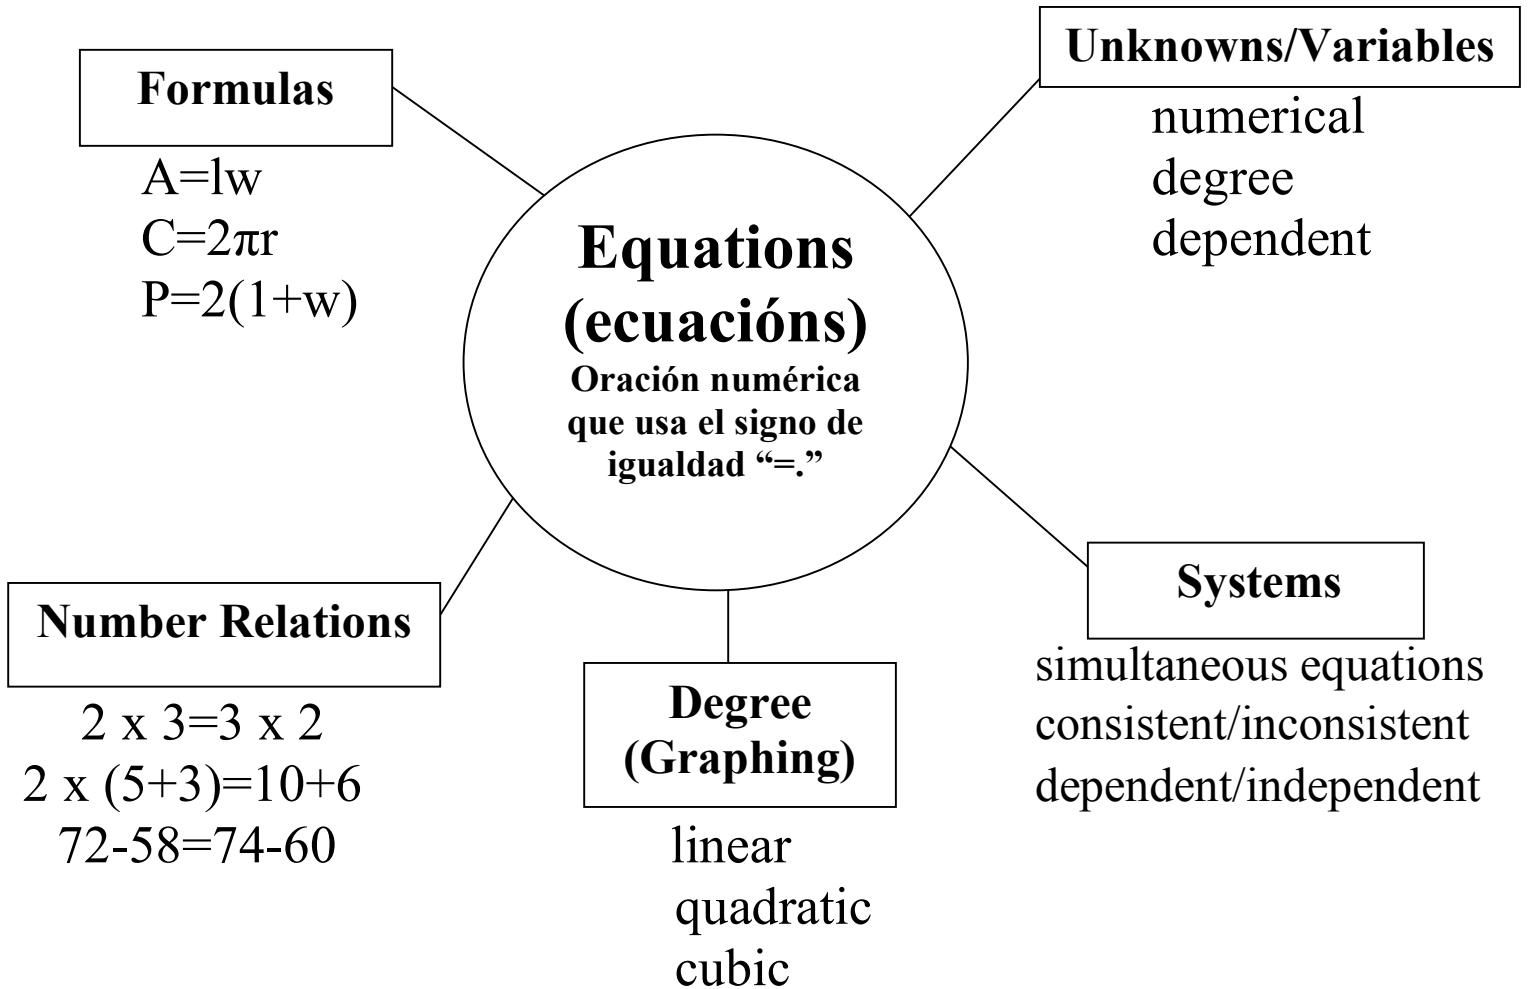 Formulas
A=lw
C=2πr
P=2(1+w)
Unknowns/Variables
numerical
degree
dependent
Equations
(ecuacións)
Oración numérica
que usa el signo de
igualdad “=.”
Number Relations
2 x 3=3 x 2
2 x (5+3)=10+6
72-58=74-60
Degree
(Graphing)
linear
quadratic
cubic
Systems
simultaneous equations
consistent/inconsistent
dependent/independent